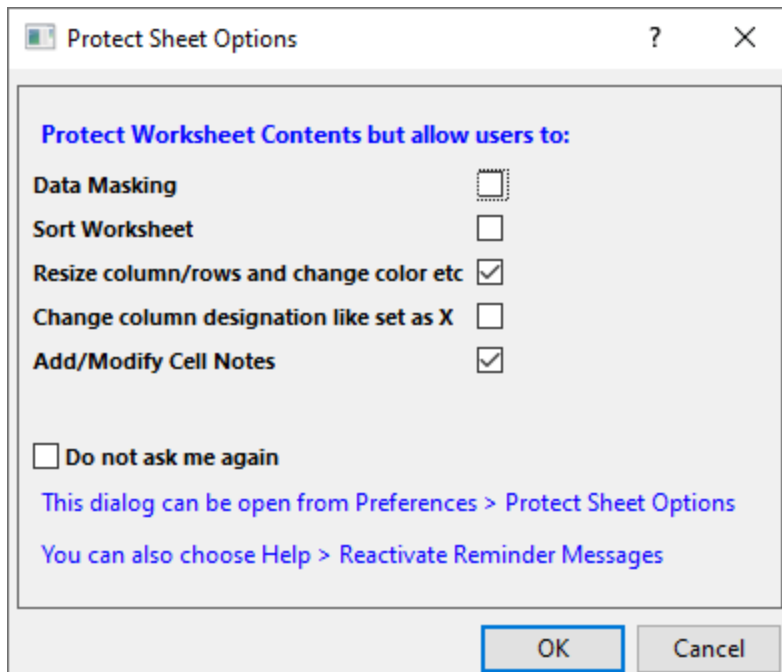 Protect Sheet Options
Protect Worksheet Contents but allow users to:
Data Masking
Sort Worksheet
Resize column/rows and change color etc
Change column designation like set as X
Add/Modify Cell Notes
Do not ask me again
This dialog can be open from Preferences > Protect Sheet Options
You can also choose Help > Reactivate Reminder Messages
OK Cancel